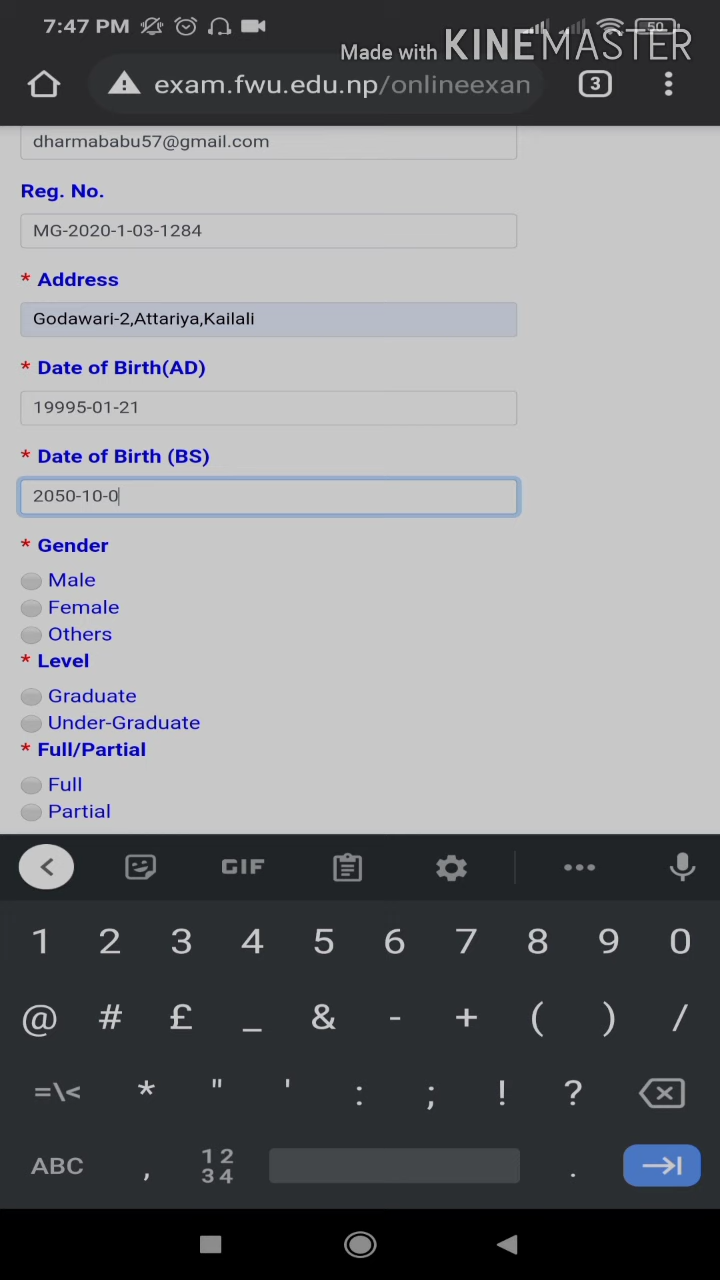 7:47 PM
50
Made with KINEMASTER
exam.fwu.edu.np/onlineexan
3
dharmababu57@gmail.com
Reg. No.
MG-2020-1-03-1284
* Address
Godawari-2,Attariya,Kailali
* Date of Birth(AD)
19995-01-21
* Date of Birth (BS)
2050-10-0
* Gender
Male
Female
Others
* Level
Graduate
Under-Graduate
* Full/Partial
Full
Partial
GIF
1 2 3 4 5 6 7 8 9 0
@ # £ _ & - + ( ) /
=\< * " ' : ; ! ?
ABC , 12 34 .